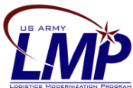 US ARMY
LMP
LOGISTICS MODERNIZATION PROGRAM